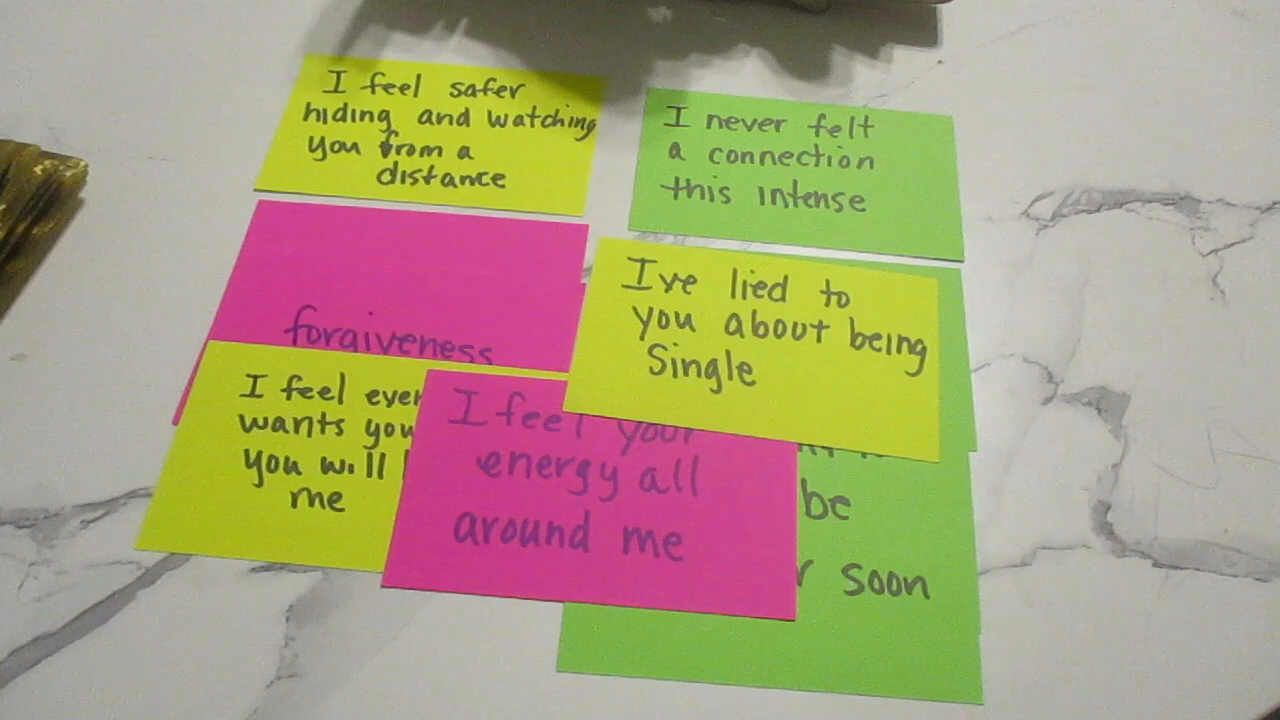 I feel safer
hiding and watching
you from a
distance
I never felt
a connection
this intense
forgiveness
I've lied to
you about being
Single
I feel
wants you
you will
me
I feel your
energy all
around me
be
soon